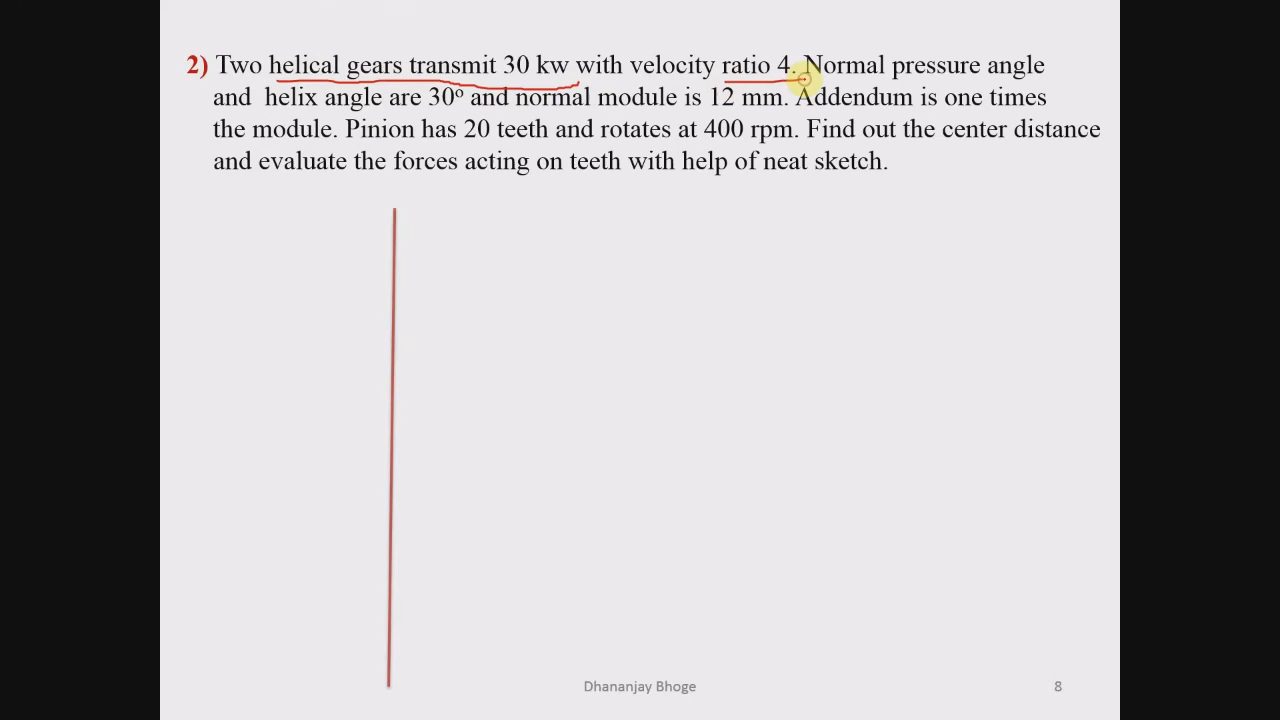 2) Two helical gears transmit 30 kw with velocity ratio 4. Normal pressure angle
and helix angle are 30º and normal module is 12 mm. Addendum is one times
the module. Pinion has 20 teeth and rotates at 400 rpm. Find out the center distance
and evaluate the forces acting on teeth with help of neat sketch.
Dhananjay Bhoge
8